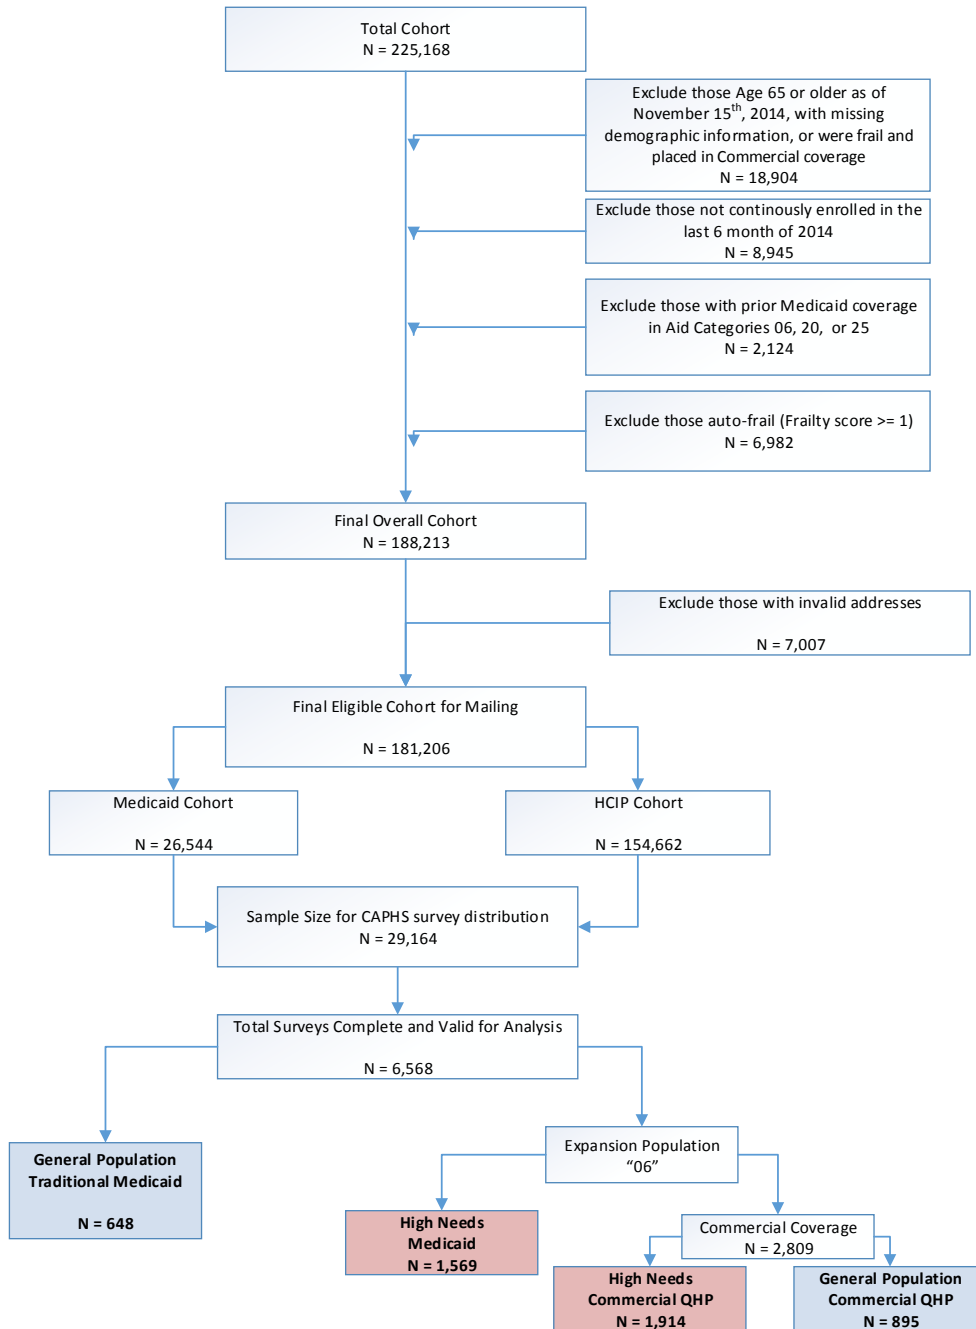 Total Cohort
N = 225,168
Exclude those Age 65 or older as of
November 15th, 2014, with missing
demographic information, or were frail and
placed in Commercial coverage
N = 18,904
Exclude those not continously enrolled in the
last 6 month of 2014
N = 8,945
Exclude those with prior Medicaid coverage
in Aid Categories 06, 20, or 25
N = 2,124
Exclude those auto-frail (Frailty score >= 1)
N = 6,982
Final Overall Cohort
N = 188,213
Exclude those with invalid addresses
N = 7,007
Final Eligible Cohort for Mailing
N = 181,206
Medicaid Cohort
N = 26,544
HCIP Cohort
N = 154,662
Sample Size for CAPHS survey distribution
N = 29,164
Total Surveys Complete and Valid for Analysis
N = 6,568
General Population
Traditional Medicaid
N = 648
Expansion Population
“06”
High Needs
Medicaid
N = 1,569
Commercial Coverage
N = 2,809
High Needs
Commercial QHP
N = 1,914
General Population
Commercial QHP
N = 895